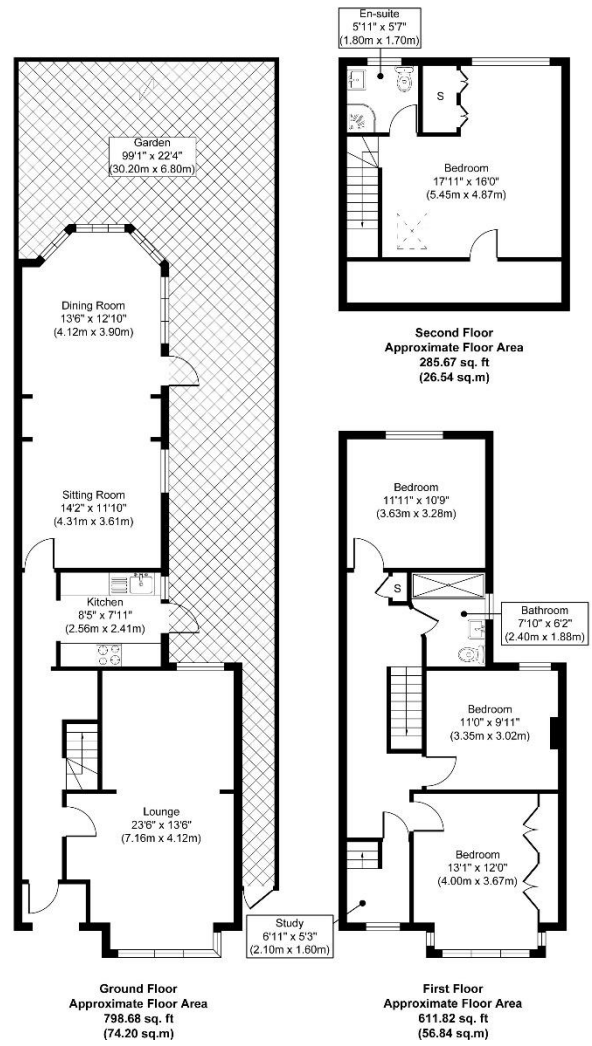 En-suite
5'11" x 5'7"
(1.80m x 1.70m)
S
Bedroom
17'11" x 16'0"
(5.45m x 4.87m)
Second Floor
Approximate Floor Area
285.67 sq. ft
(26.54 sq.m)
Garden
99'1" x 22'4"
(30.20m x 6.80m)
Dining Room
13'6" x 12'10"
(4.12m x 3.90m)
Sitting Room
14'2" x 11'10"
(4.31m x 3.61m)
Kitchen
8'5" x 7'11"
(2.56m x 2.41m)
Lounge
23'6" x 13'6"
(7.16m x 4.12m)
Ground Floor
Approximate Floor Area
798.68 sq. ft
(74.20 sq.m)
Bedroom
11'11" x 10'9"
(3.63m x 3.28m)
S
Bathroom
7'10" x 6'2"
(2.40m x 1.88m)
Bedroom
11'0" x 9'11"
(3.35m x 3.02m)
Bedroom
13'1" x 12'0"
(4.00m x 3.67m)
Study
6'11" x 5'3"
(2.10m x 1.60m)
First Floor
Approximate Floor Area
611.82 sq. ft
(56.84 sq.m)